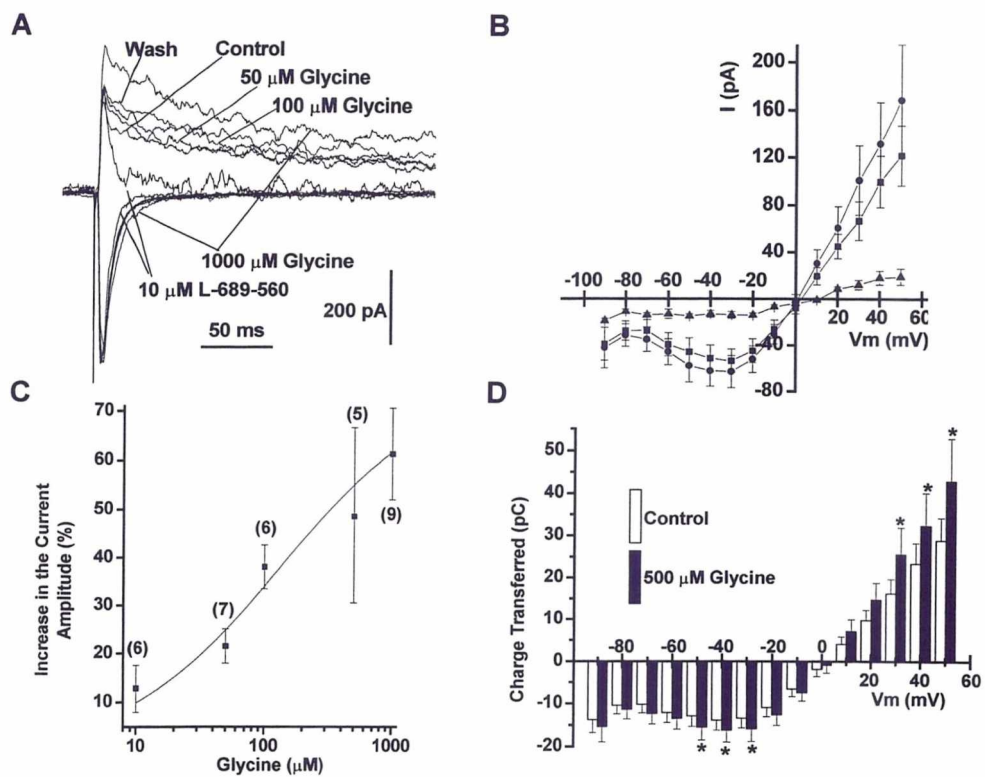 A
Wash
Control
50 μM Glycine
100 μM Glycine
1000 μM Glycine
10 μM L-689-560
200 pA
50 ms
B
I (pA)
200
160
120
80
40
-100 -80 -60 -40 -20
20 40 60
Vm (mV)
-40
-80
C
Increase in the Current
Amplitude (%)
70
60
50
40
30
20
10
(6)
(7)
(6)
(5)
(9)
10 100 1000
Glycine (μM)
D
Charge Transferred (pC)
50
40
30
20
10
0
-10
-20
Control
500 μM Glycine
-80 -60 -40 -20 0
20 40 60
Vm (mV)
* * *
* * *